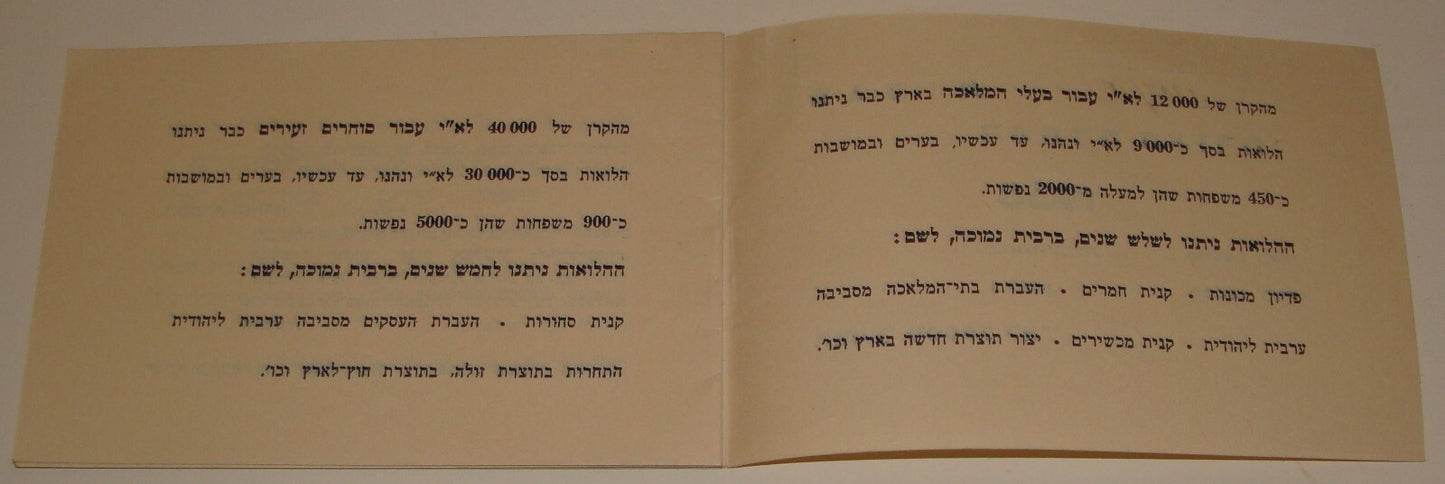 מהקרן של 12 000 לא"י עבור בעלי המלאכה בארץ כבר ניתנו
הלואות בסך כ־9 000 לא"י ונהנו, עד עכשיו, בערים ובמושבות
כ־450 משפחות שהן למעלה מ־2000 נפשות.
ההלואות ניתנו לשלש שנים, ברבית נמוכה, לשם:
פדיון מכונות • קנית חמרים • העברת בתי־המלאכה מסביבה
ערבית ליהודית • קנית מכשירים • יצור תוצרת חדשה בארץ וכו'.
מהקרן של 40 000 לא"י עבור סוחרים זעירים כבר ניתנו
הלואות בסך כ־30 000 לא"י ונהנו, עד עכשיו, בערים ובמושבות
כ־900 משפחות שהן כ־5000 נפשות.
ההלואות ניתנו לחמש שנים, ברבית נמוכה, לשם:
קנית סחורות • העברת העסקים מסביבה ערבית ליהודית
התחרות בתוצרת זולה, בתוצרת חוץ־לארץ וכו'.